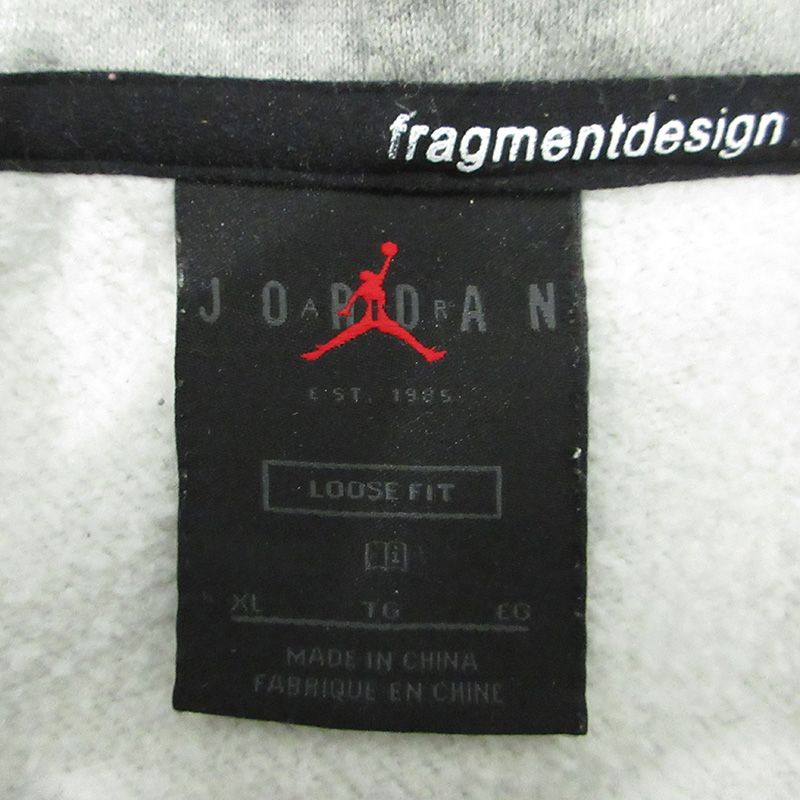 fragmentdesign
JORDAN
AIR
EST. 1985
LOOSE FIT
XL TG EG
MADE IN CHINA
FABRIQUE EN CHINE